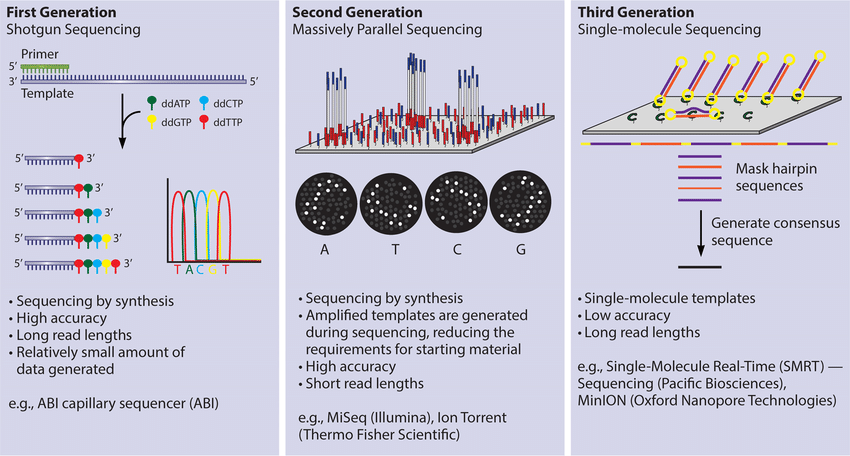 First Generation
Shotgun Sequencing
Primer
5′
3′
5′
Template
ddATP
ddCTP
ddGTP
ddTTP
5′
3′
5′
3′
5′
3′
5′
3′
5′
3′
T A C G T
• Sequencing by synthesis
• High accuracy
• Long read lengths
• Relatively small amount of
data generated
e.g., ABI capillary sequencer (ABI)
Second Generation
Massively Parallel Sequencing
A
T
C
G
• Sequencing by synthesis
• Amplified templates are generated
during sequencing, reducing the
requirements for starting material
• High accuracy
• Short read lengths
e.g., MiSeq (Illumina), Ion Torrent
(Thermo Fisher Scientific)
Third Generation
Single-molecule Sequencing
Mask hairpin
sequences
Generate consensus
sequence
• Single-molecule templates
• Low accuracy
• Long read lengths
e.g., Single-Molecule Real-Time (SMRT) —
Sequencing (Pacific Biosciences),
MinION (Oxford Nanopore Technologies)